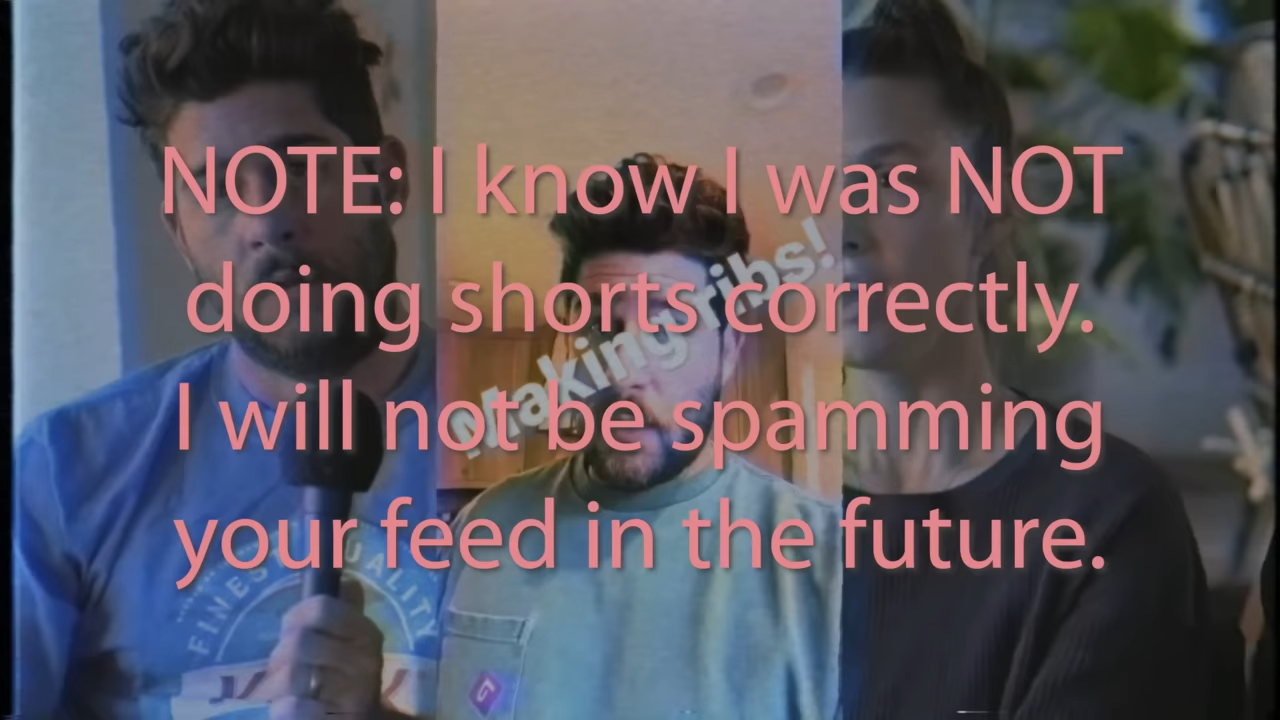 NOTE: I know I was NOT
doing shorts correctly.
I will not be spamming
your feed in the future.
Making ribs!
FINEST QUALITY